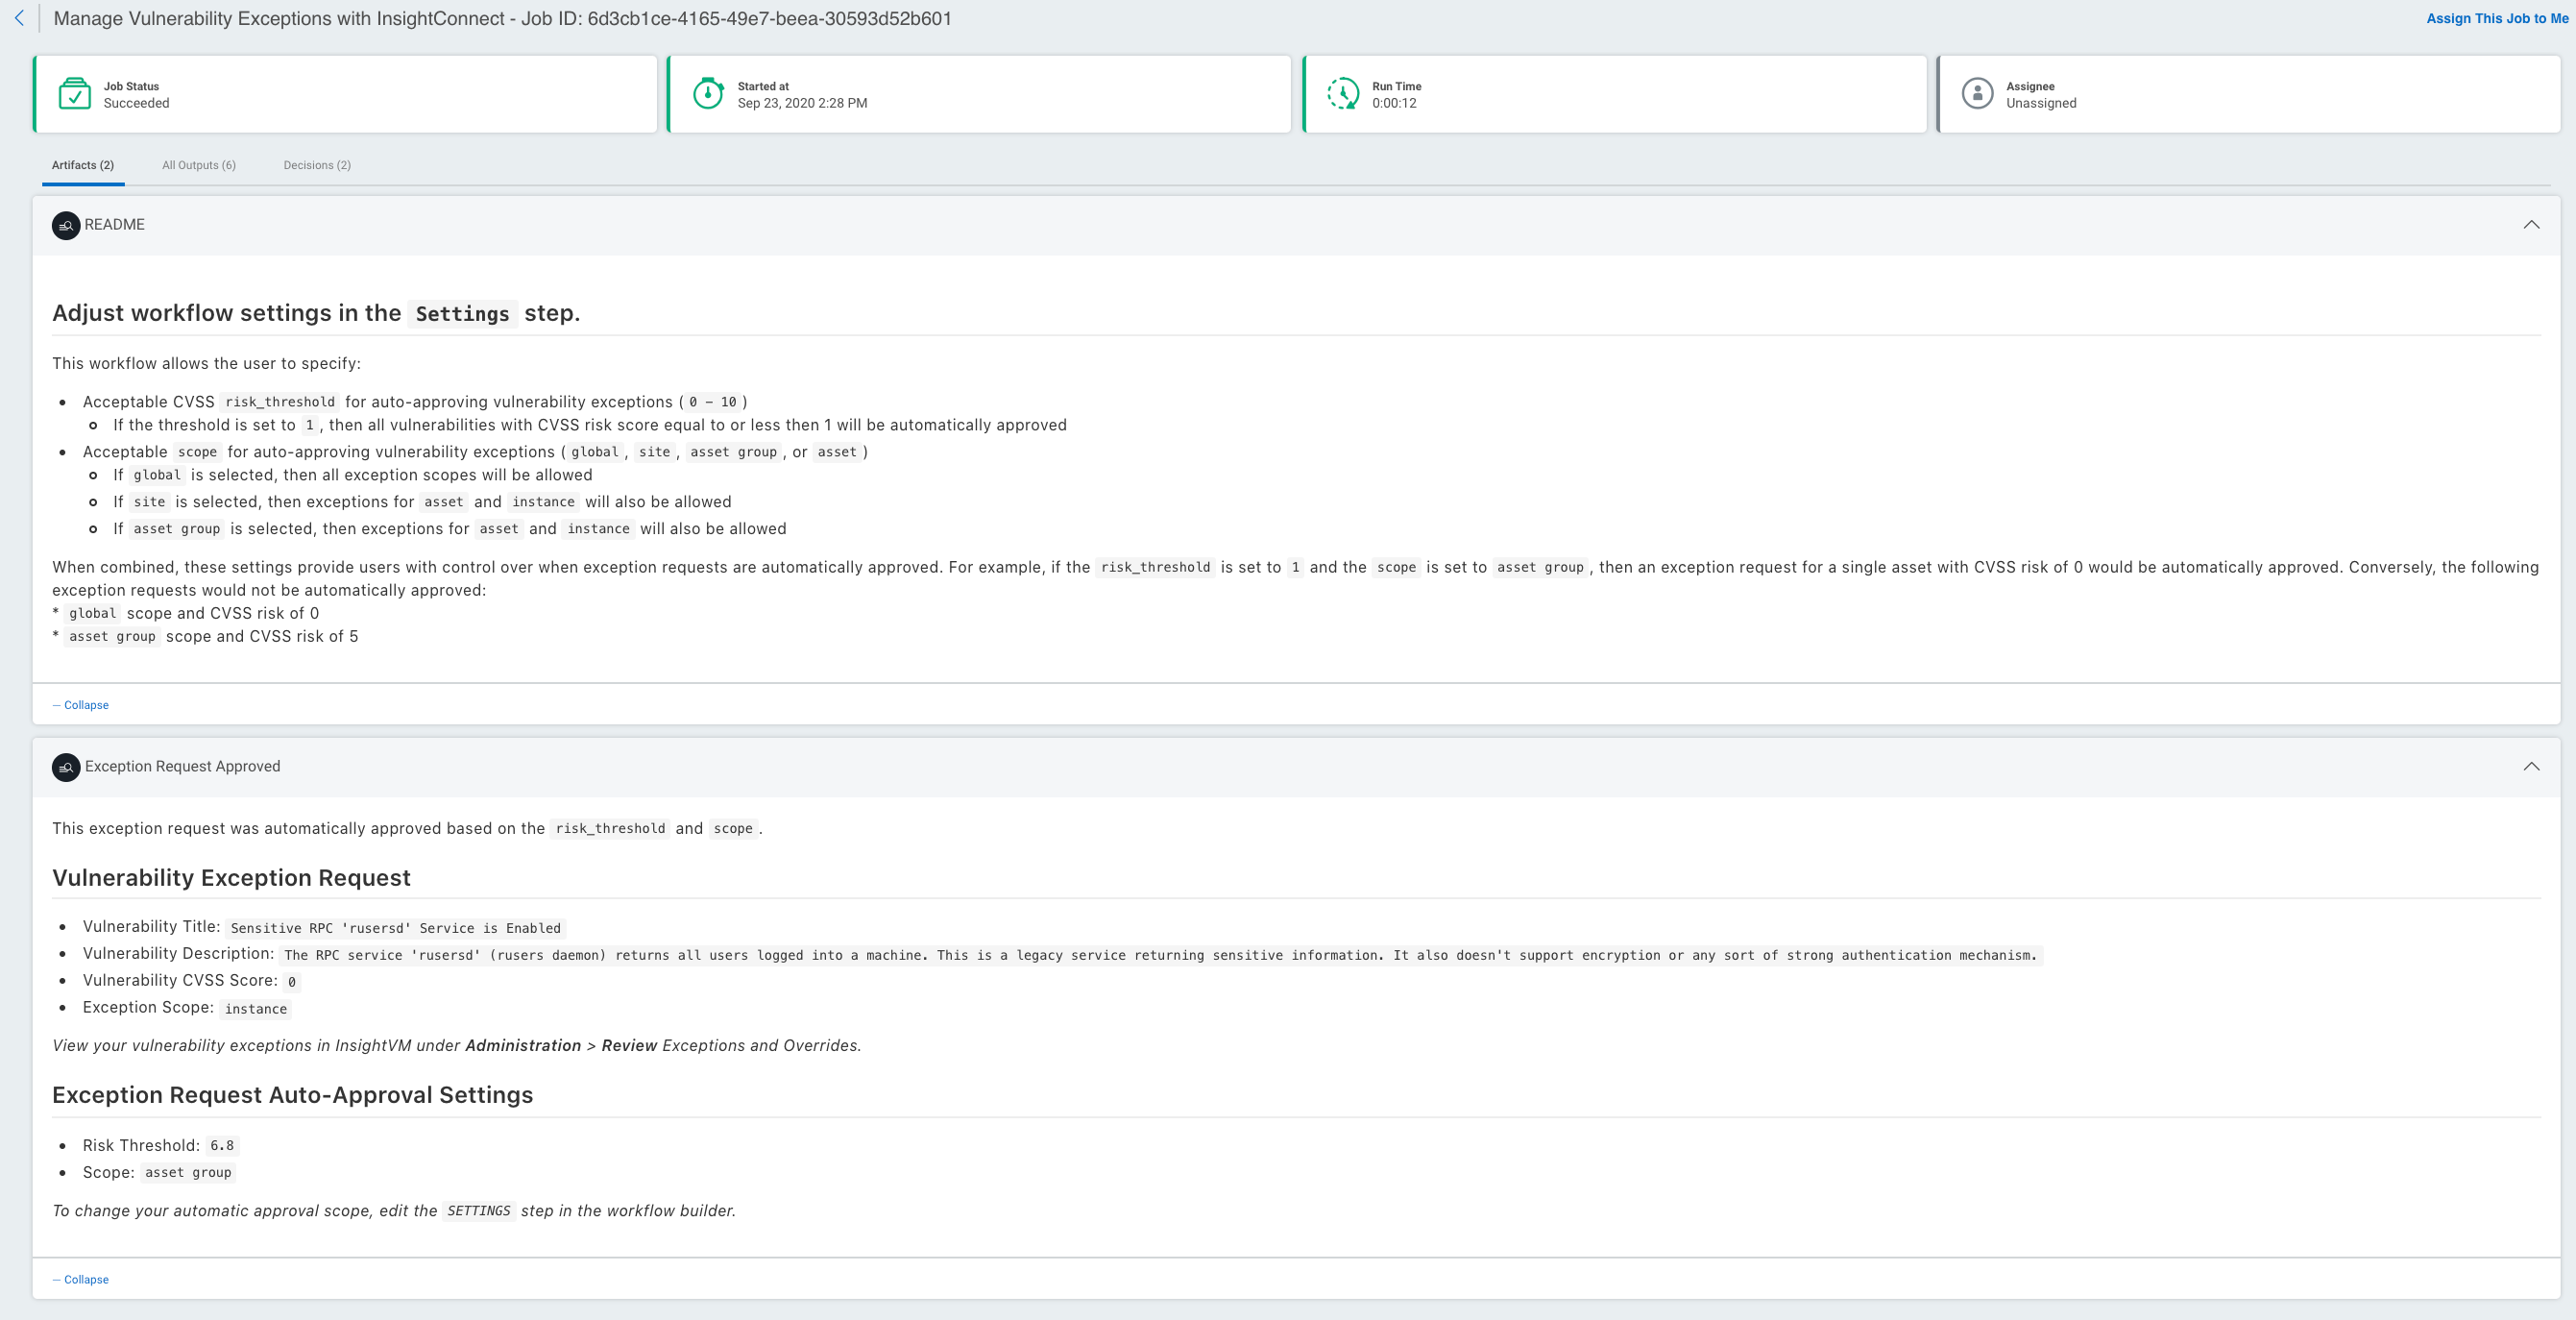 Manage Vulnerability Exceptions with InsightConnect - Job ID: 6d3cb1ce-4165-49e7-beea-30593d52b601
Assign This Job to Me
Job Status
Succeeded
Started at
Sep 23, 2020 2:28 PM
Run Time
0:00:12
Assignee
Unassigned
Artifacts (2)
All Outputs (6)
Decisions (2)
README
Adjust workflow settings in the Settings step.
This workflow allows the user to specify:
• Acceptable CVSS risk_threshold for auto-approving vulnerability exceptions ( 0 – 10 )
If the threshold is set to 1 , then all vulnerabilities with CVSS risk score equal to or less then 1 will be automatically approved
• Acceptable scope for auto-approving vulnerability exceptions ( global , site , asset group , or asset )
If global is selected, then all exception scopes will be allowed
If site is selected, then exceptions for asset and instance will also be allowed
If asset group is selected, then exceptions for asset and instance will also be allowed
When combined, these settings provide users with control over when exception requests are automatically approved. For example, if the risk_threshold is set to 1 and the scope is set to asset group , then an exception request for a single asset with CVSS risk of 0 would be automatically approved. Conversely, the following
exception requests would not be automatically approved:
* global scope and CVSS risk of 0
* asset group scope and CVSS risk of 5
— Collapse
Exception Request Approved
This exception request was automatically approved based on the risk_threshold and scope .
Vulnerability Exception Request
• Vulnerability Title: Sensitive RPC 'rusersd' Service is Enabled
• Vulnerability Description: The RPC service 'rusersd' (rusers daemon) returns all users logged into a machine. This is a legacy service returning sensitive information. It also doesn't support encryption or any sort of strong authentication mechanism.
• Vulnerability CVSS Score: 0
• Exception Scope: instance
View your vulnerability exceptions in InsightVM under Administration > Review Exceptions and Overrides.
Exception Request Auto-Approval Settings
• Risk Threshold: 6.8
• Scope: asset group
To change your automatic approval scope, edit the SETTINGS step in the workflow builder.
— Collapse